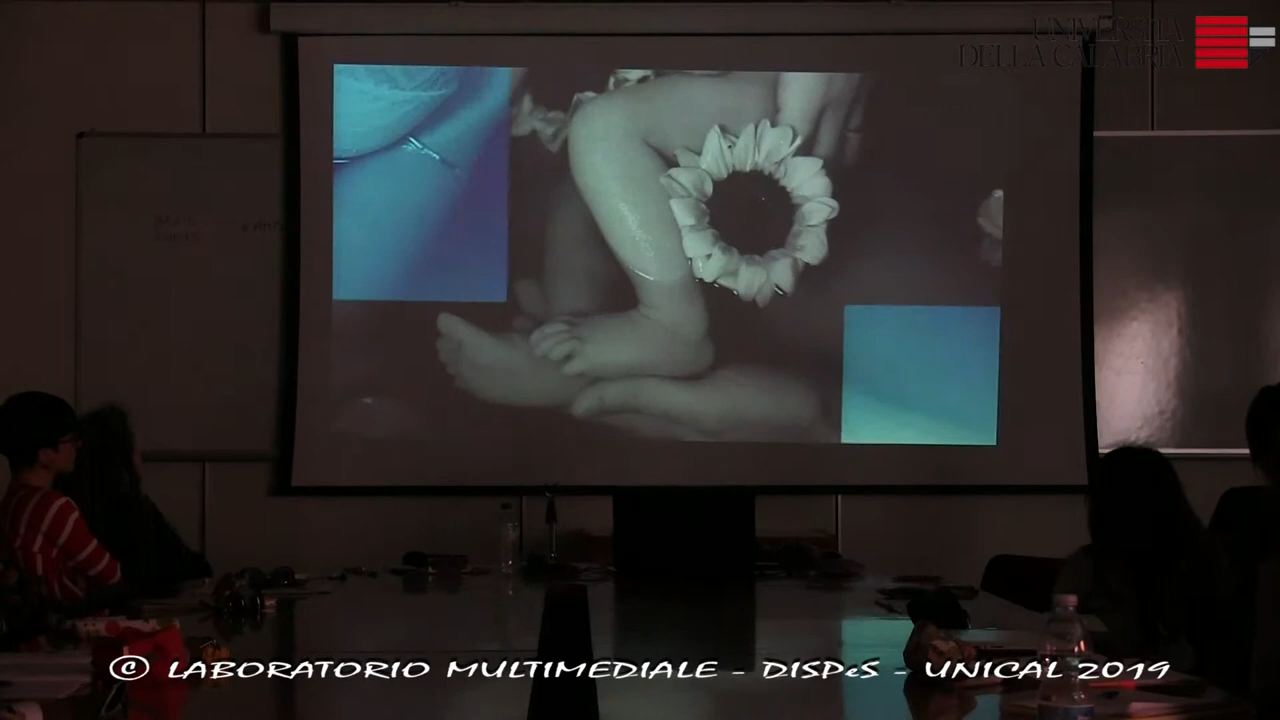 UNIVERSITÀ
DELLA CALABRIA
© LABORATORIO MULTIMEDIALE - DISPeS - UNICAL 2019